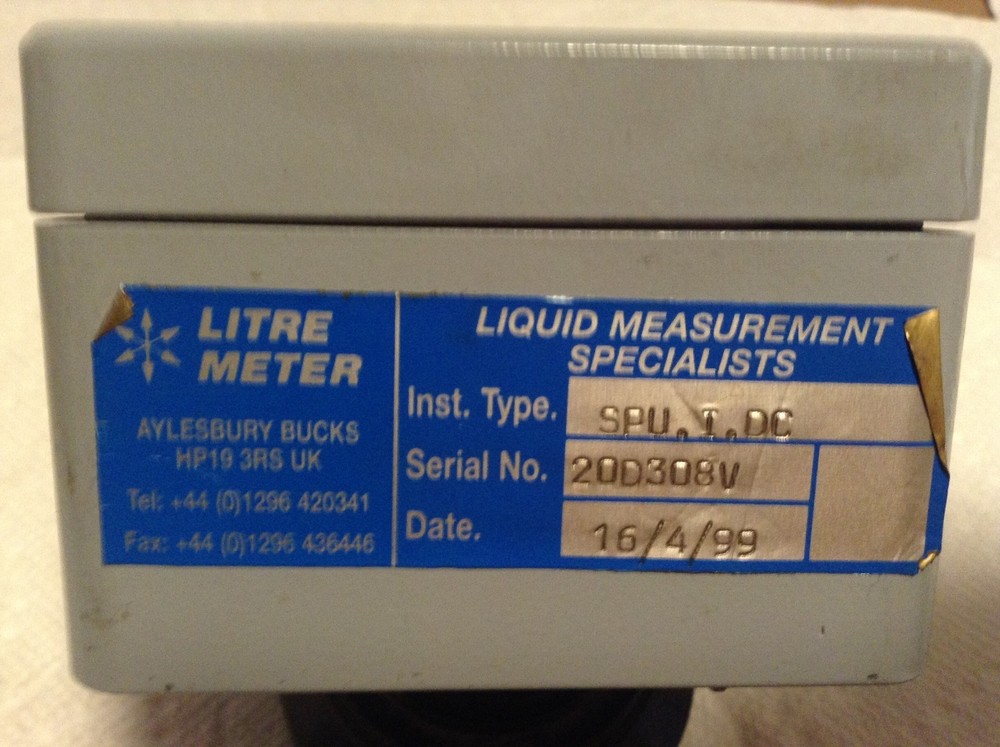 LITRE
METER
AYLESBURY BUCKS
HP19 3RS UK
Tel: +44 (0)1296 420341
Fax: +44 (0)1296 436446
LIQUID MEASUREMENT
SPECIALISTS
Inst. Type. SPU.I.DC
Serial No. 20D308V
Date. 16/4/99